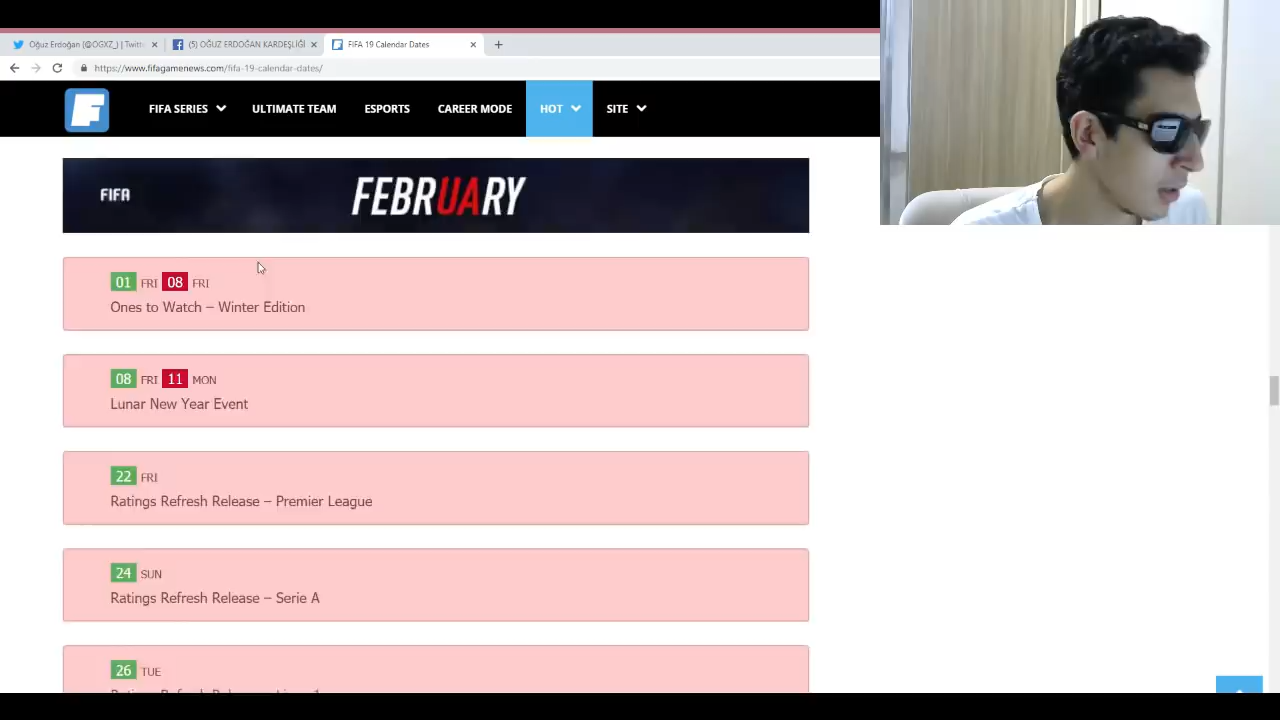 Oğuz Erdoğan (@OGXZ_) | Twitt
(5) OĞUZ ERDOĞAN KARDEŞLİĞİ
FIFA 19 Calendar Dates
https://www.fifagamenews.com/fifa-19-calendar-dates/
F
FIFA SERIES
ULTIMATE TEAM
ESPORTS
CAREER MODE
HOT
SITE
FIFA
FEBRUARY
01 FRI 08 FRI
Ones to Watch – Winter Edition
08 FRI 11 MON
Lunar New Year Event
22 FRI
Ratings Refresh Release – Premier League
24 SUN
Ratings Refresh Release – Serie A
26 TUE